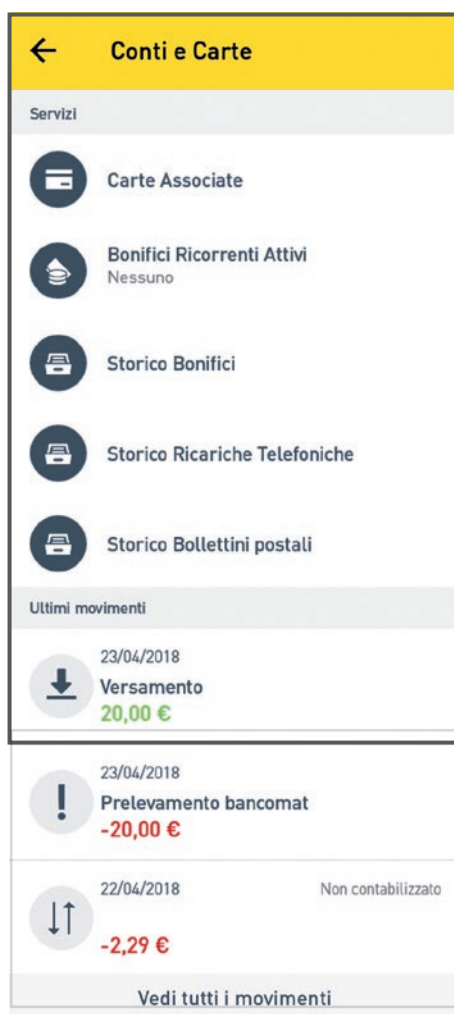 Conti e Carte
Servizi
Carte Associate
Bonifici Ricorrenti Attivi
Nessuno
Storico Bonifici
Storico Ricariche Telefoniche
Storico Bollettini postali
Ultimi movimenti
23/04/2018
Versamento
20,00 €
23/04/2018
Prelevamento bancomat
-20,00 €
22/04/2018 Non contabilizzato
-2,29 €
Vedi tutti i movimenti